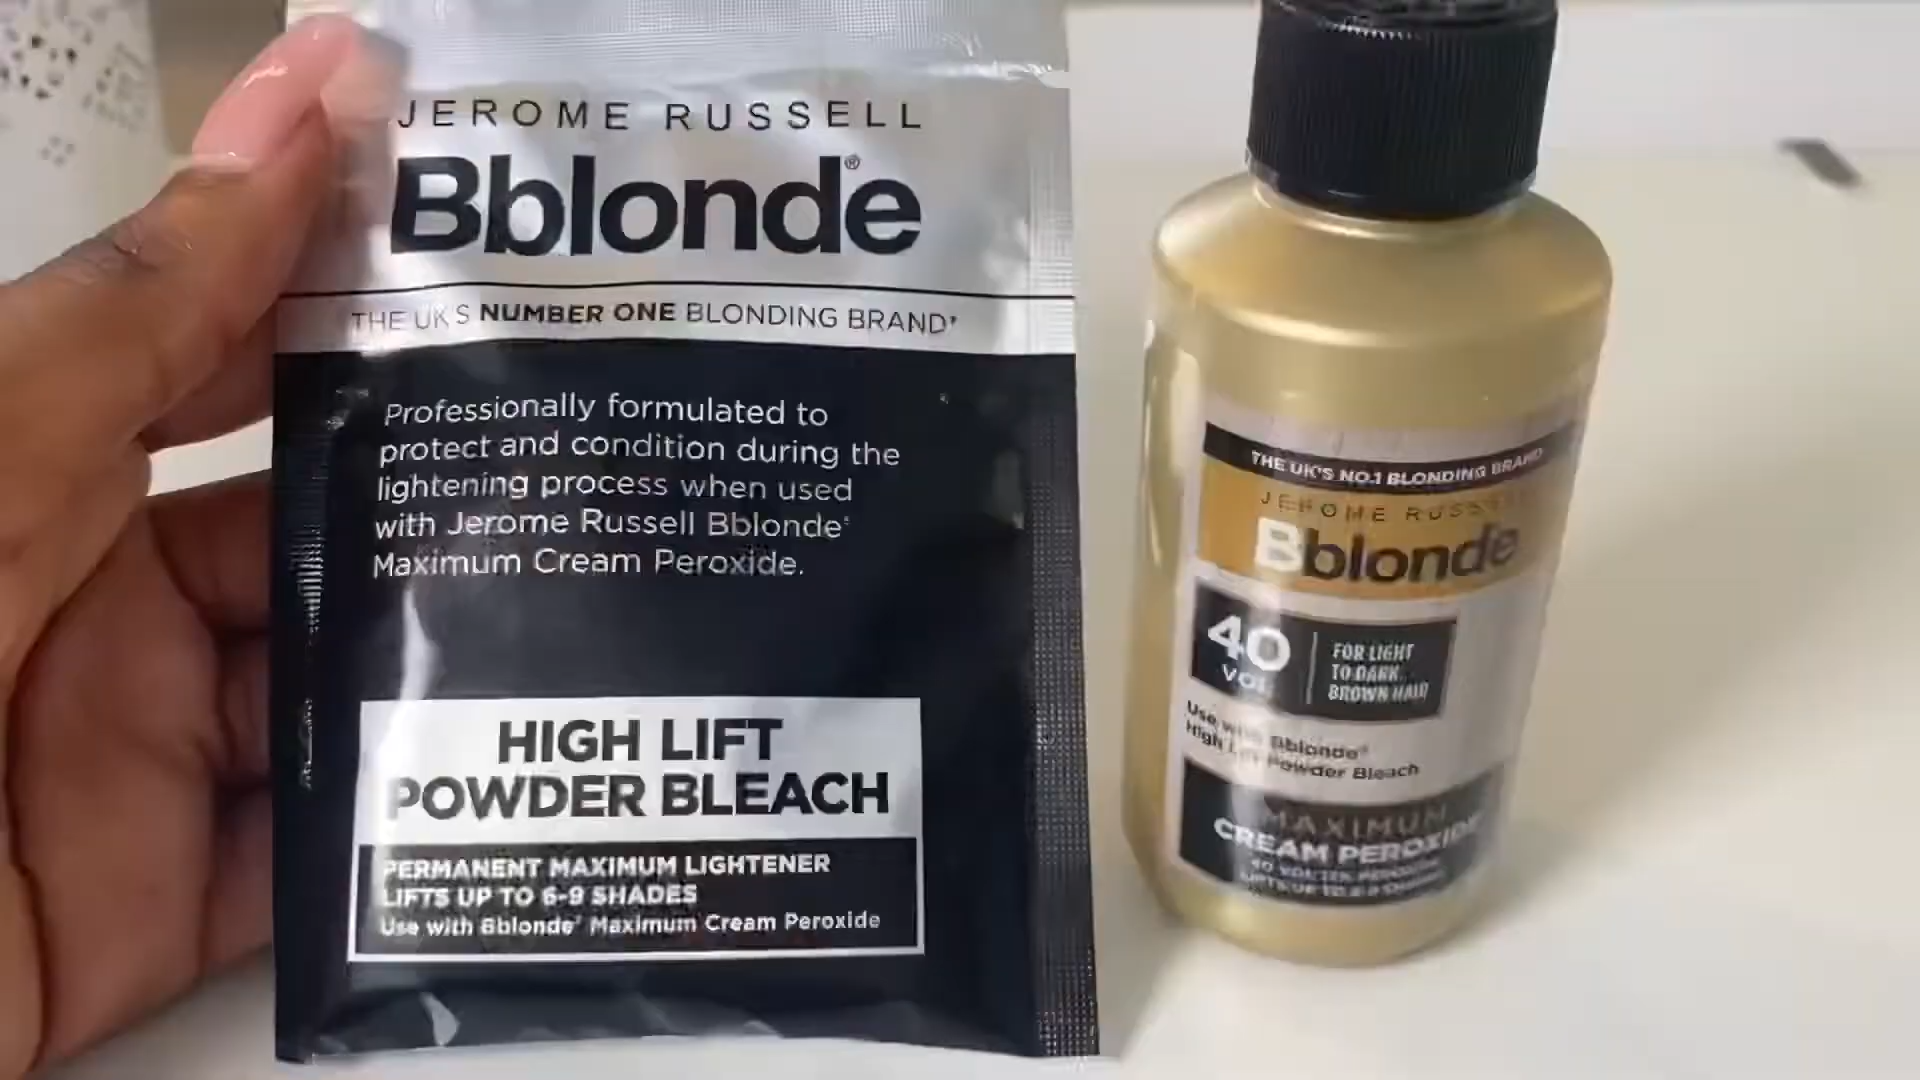 JEROME RUSSELL
Bblonde®
THE UK'S NUMBER ONE BLONDING BRAND*
Professionally formulated to
protect and condition during the
lightening process when used
with Jerome Russell Bblonde*
Maximum Cream Peroxide.
HIGH LIFT
POWDER BLEACH
PERMANENT MAXIMUM LIGHTENER
LIFTS UP TO 6-9 SHADES
Use with Bblonde* Maximum Cream Peroxide
THE UK'S NO.1 BLONDING BRAND
JEROME RUSSELL
Bblonde
40
VOL
FOR LIGHT
TO DARK
BROWN HAIR
Use with Bblonde®
High Lift Powder Bleach
MAXIMUM
CREAM PEROXIDE